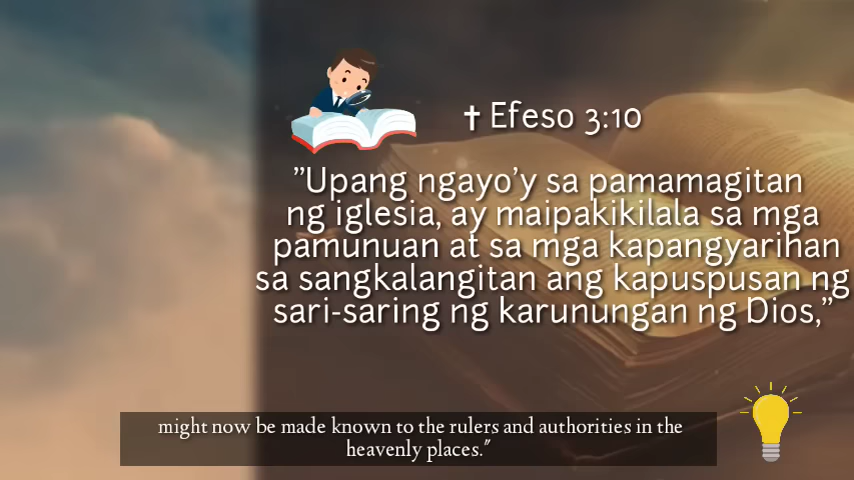 ✝ Efeso 3:10
"Upang ngayo'y sa pamamagitan
ng iglesia, ay maipakikilala sa mga
pamunuan at sa mga kapangyarihan
sa sangkalangitan ang kapuspusan ng
sari-saring ng karunungan ng Dios,"
might now be made known to the rulers and authorities in the
heavenly places."